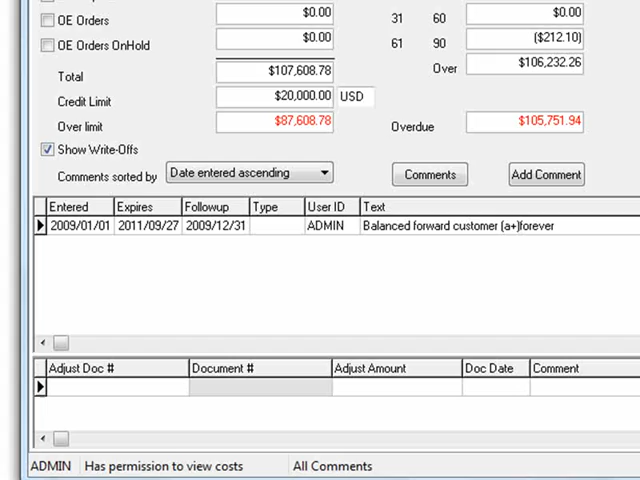 $0.00 $0.00
OE Orders 31 60
$0.00 ($212.10)
OE Orders OnHold 61 90
Total $107,608.78 Over $106,232.26
Credit Limit $20,000.00 USD
Over limit $87,608.78 Overdue $105,751.94
Show Write-Offs
Comments sorted by Date entered ascending Comments Add Comment
Entered Expires Followup Type User ID Text
2009/01/01 2011/09/27 2009/12/31 ADMIN Balanced forward customer (a+)forever
Adjust Doc # Document # Adjust Amount Doc Date Comment
ADMIN Has permission to view costs All Comments